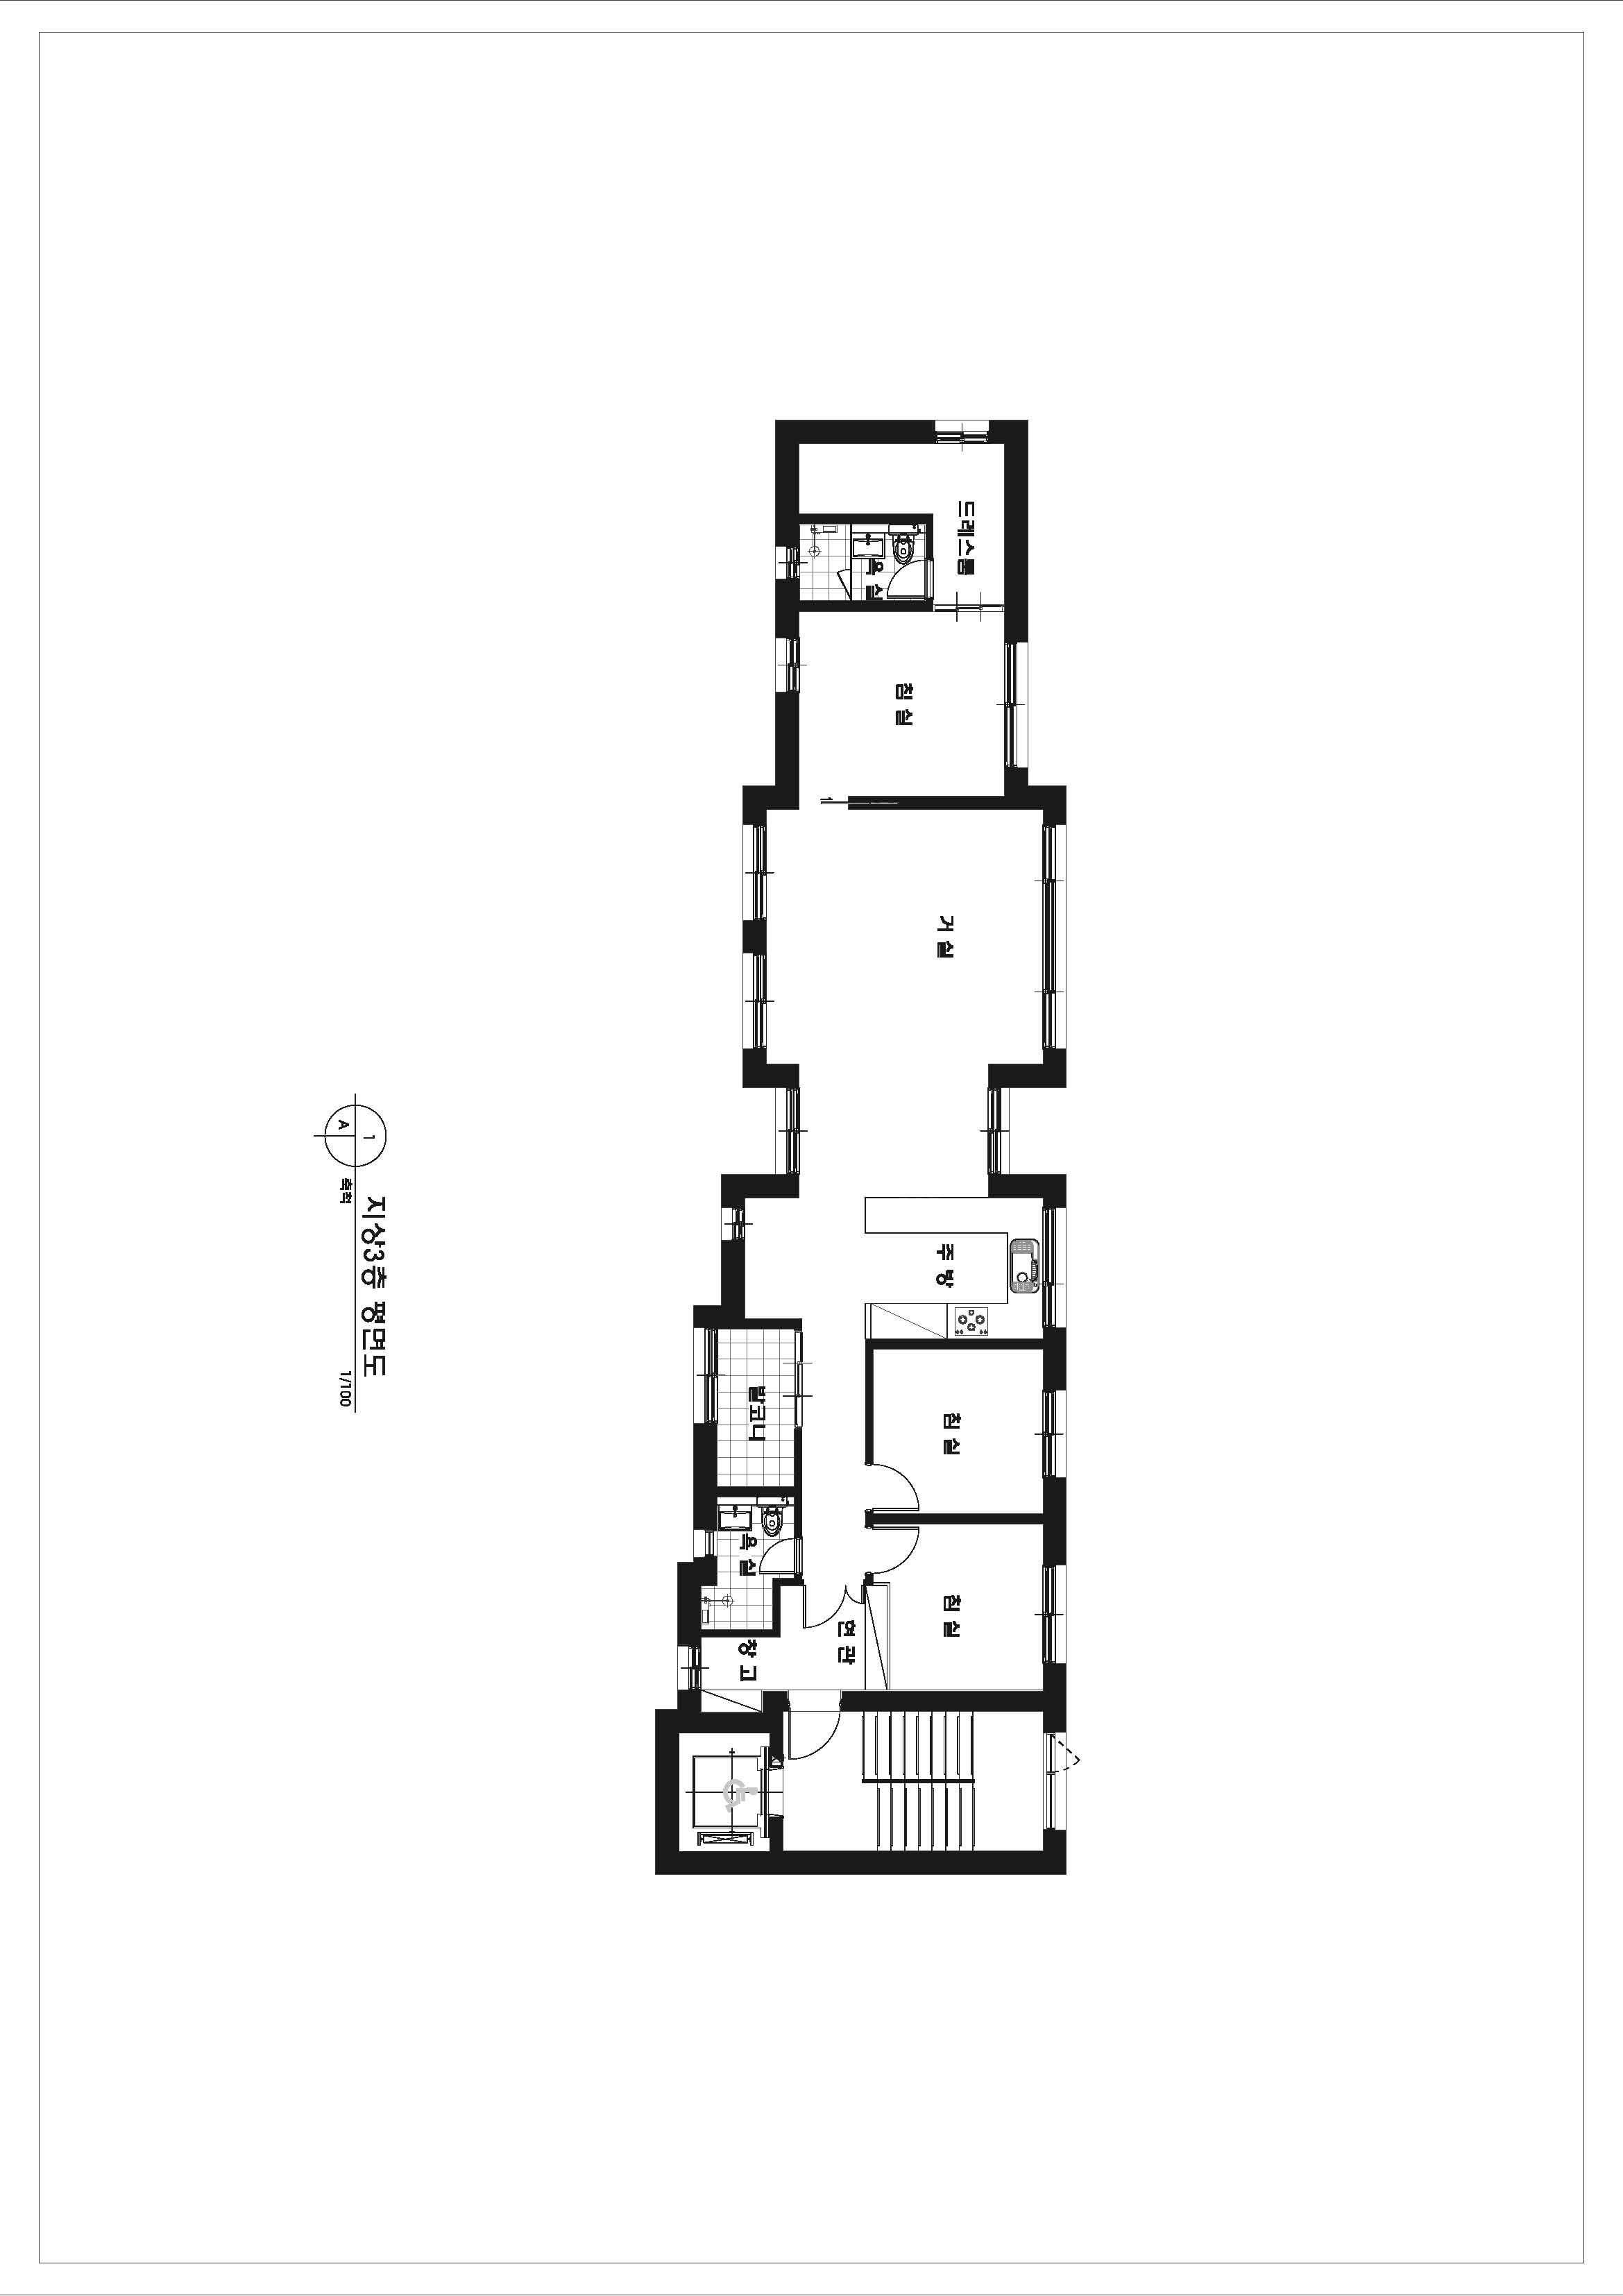 드레스룸
거 실
주 방
침 실
침 실
침 실
욕 실
현 관
발코니
욕 실
창 고
1
지상3층 평면도
A
축척
1/100